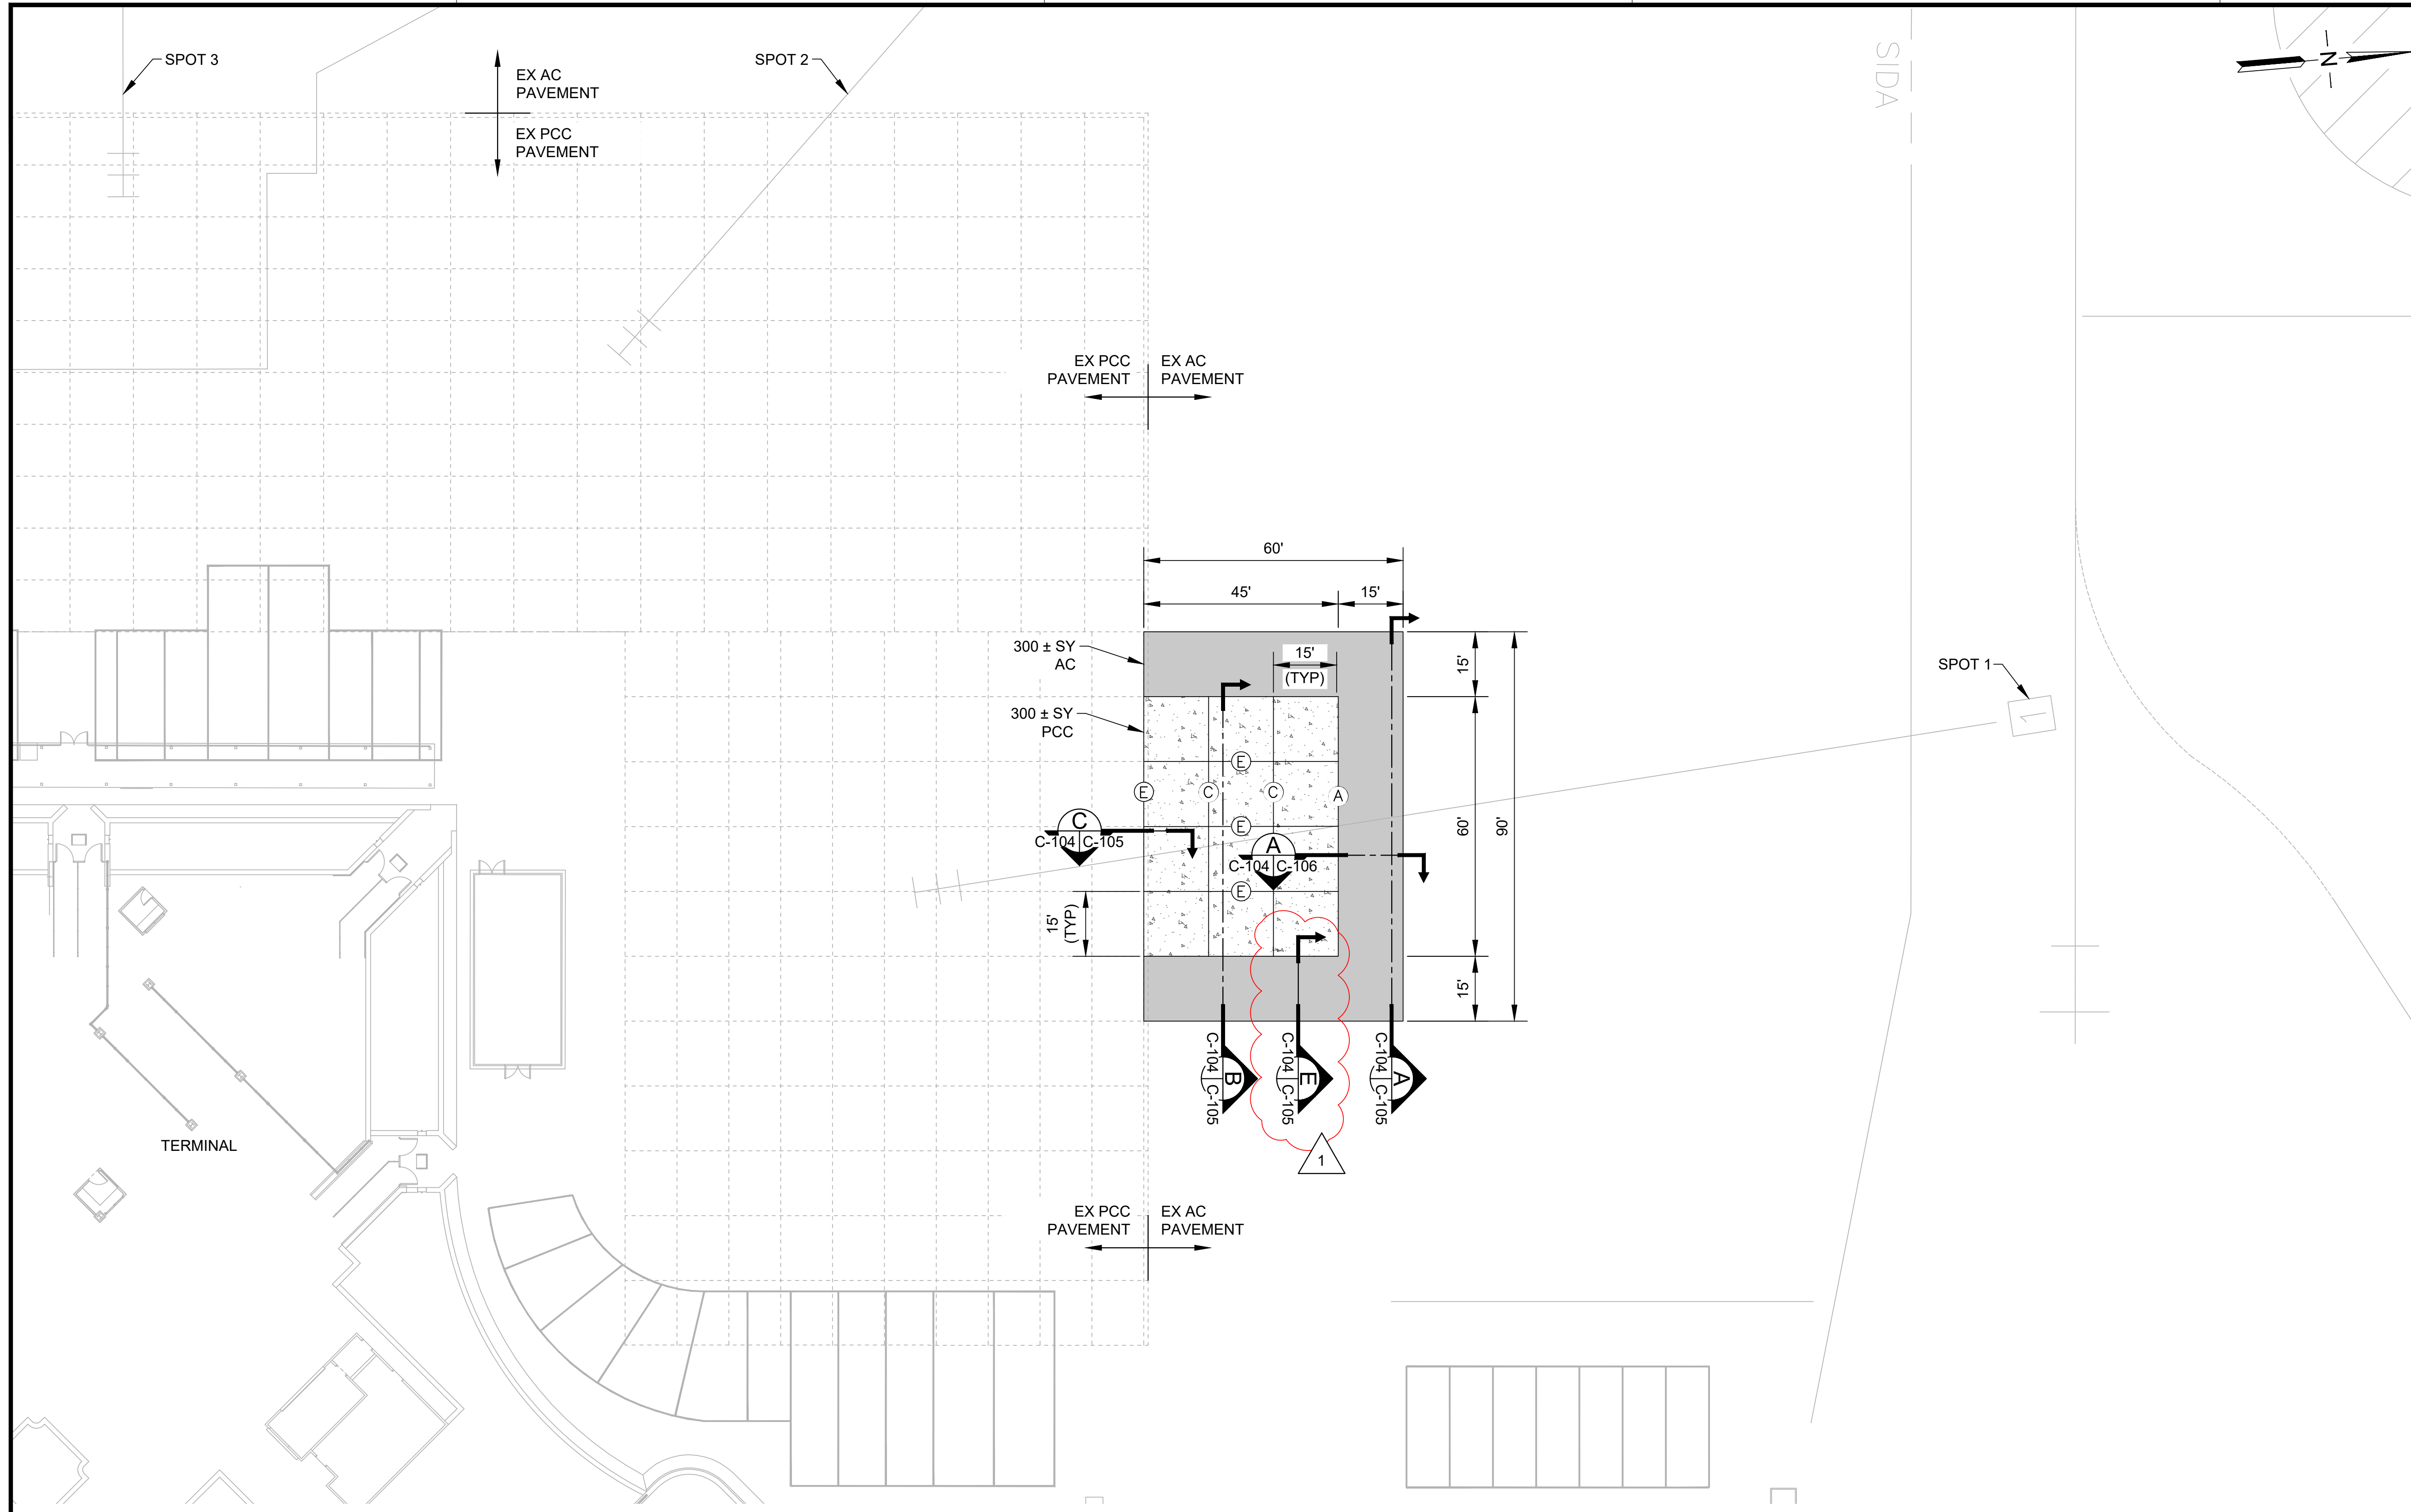 SPOT 3
EX AC
PAVEMENT
EX PCC
PAVEMENT
SPOT 2
SIDA
N
EX PCC
PAVEMENT
EX AC
PAVEMENT
60'
45'
15'
300 ± SY
AC
15'
(TYP)
15'
300 ± SY
PCC
SPOT 1
1
E
E
C
C
A
60'
90'
E
C
C-104
C-105
A
C-104
C-106
E
15'
(TYP)
15'
B
C-104
C-105
E
C-104
C-105
A
C-104
C-105
1
TERMINAL
EX PCC
PAVEMENT
EX AC
PAVEMENT